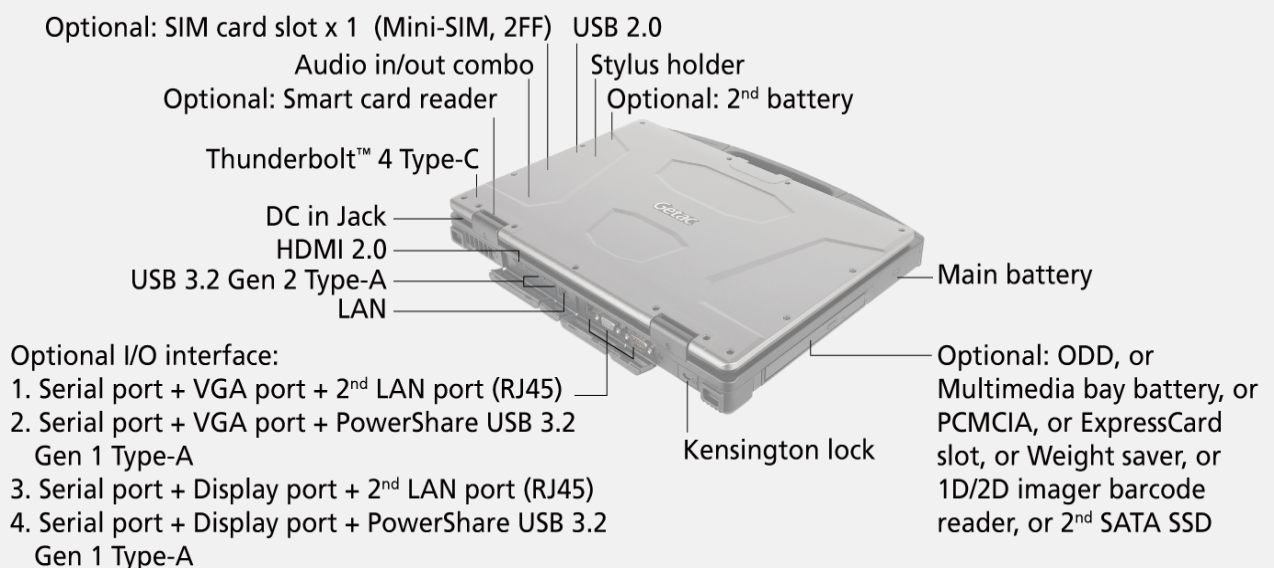 Optional: SIM card slot x 1  (Mini-SIM, 2FF)
USB 2.0
Audio in/out combo
Stylus holder
Optional: Smart card reader
Optional: 2nd battery
Thunderbolt™ 4 Type-C
DC in Jack
HDMI 2.0
USB 3.2 Gen 2 Type-A
LAN
Getac
Main battery
Optional I/O interface:
1. Serial port + VGA port + 2nd LAN port (RJ45)
2. Serial port + VGA port + PowerShare USB 3.2
Gen 1 Type-A
3. Serial port + Display port + 2nd LAN port (RJ45)
4. Serial port + Display port + PowerShare USB 3.2
Gen 1 Type-A
Kensington lock
Optional: ODD, or
Multimedia bay battery, or
PCMCIA, or ExpressCard
slot, or Weight saver, or
1D/2D imager barcode
reader, or 2nd SATA SSD